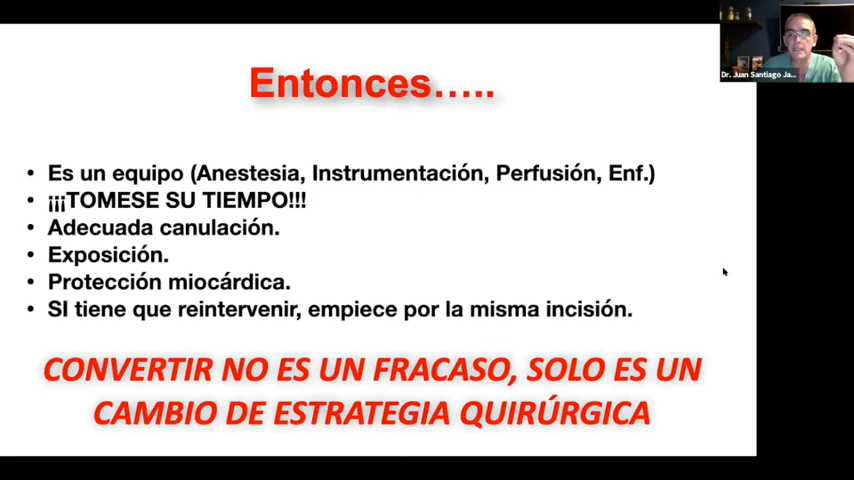 Entonces…..
• Es un equipo (Anestesia, Instrumentación, Perfusión, Enf.)
• ¡¡¡TOMESE SU TIEMPO!!!
• Adecuada canulación.
• Exposición.
• Protección miocárdica.
• SI tiene que reintervenir, empiece por la misma incisión.
CONVERTIR NO ES UN FRACASO, SOLO ES UN
CAMBIO DE ESTRATEGIA QUIRÚRGICA
Dr. Juan Santiago Ja...